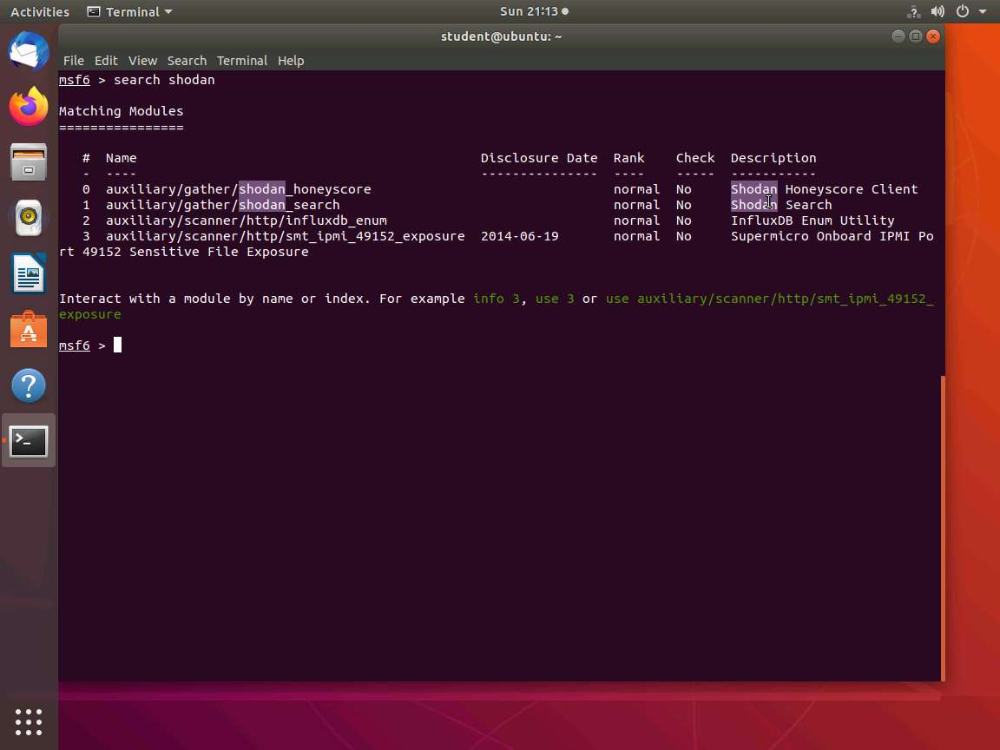 Activities Terminal Sun 21:13
student@ubuntu: ~
File Edit View Search Terminal Help
msf6 > search shodan
Matching Modules
================
# Name Disclosure Date Rank Check Description
- ---- --------------- ---- ----- -----------
0 auxiliary/gather/shodan_honeyscore normal No Shodan Honeyscore Client
1 auxiliary/gather/shodan_search normal No Shodan Search
2 auxiliary/scanner/http/influxdb_enum normal No InfluxDB Enum Utility
3 auxiliary/scanner/http/smt_ipmi_49152_exposure 2014-06-19 normal No Supermicro Onboard IPMI Po
rt 49152 Sensitive File Exposure
Interact with a module by name or index. For example info 3, use 3 or use auxiliary/scanner/http/smt_ipmi_49152_
exposure
msf6 >